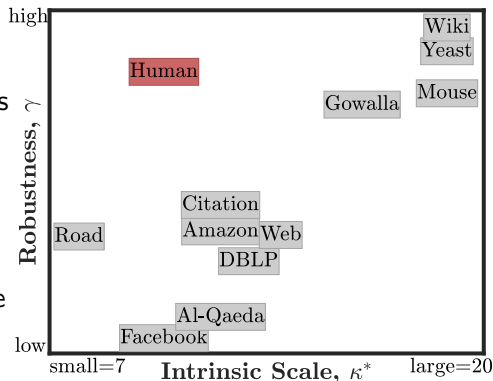 high
Wiki
Yeast
Human
Mouse
Gowalla
s
Robustness, γ
Citation
Amazon
Web
Road
DBLP
e
Al-Qaeda
Facebook
low
small=7
Intrinsic Scale, κ*
large=20